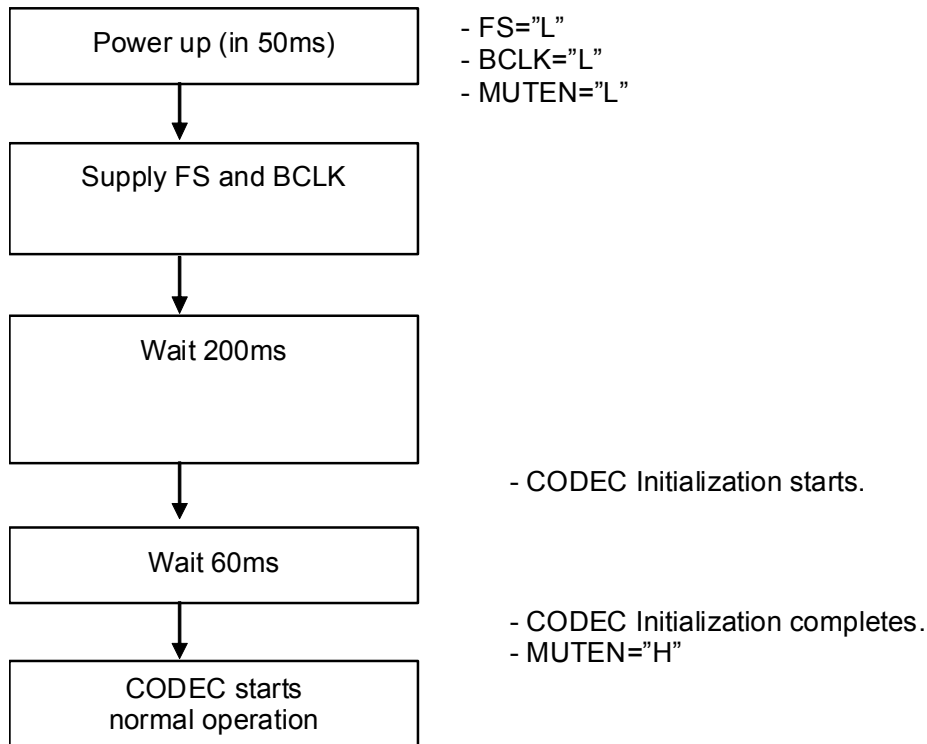 Power up (in 50ms)
- FS=”L”
- BCLK=”L”
- MUTEN=”L”
Supply FS and BCLK
Wait 200ms
- CODEC Initialization starts.
Wait 60ms
- CODEC Initialization completes.
- MUTEN=”H”
CODEC starts
normal operation